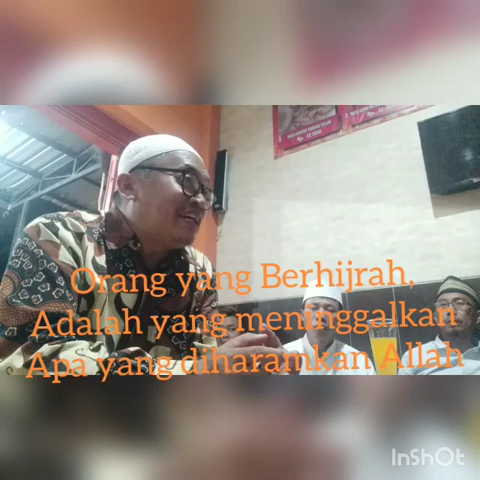 Orang yang Berhijrah,
Adalah yang meninggalkan
Apa yang diharamkan Allah
InShOt